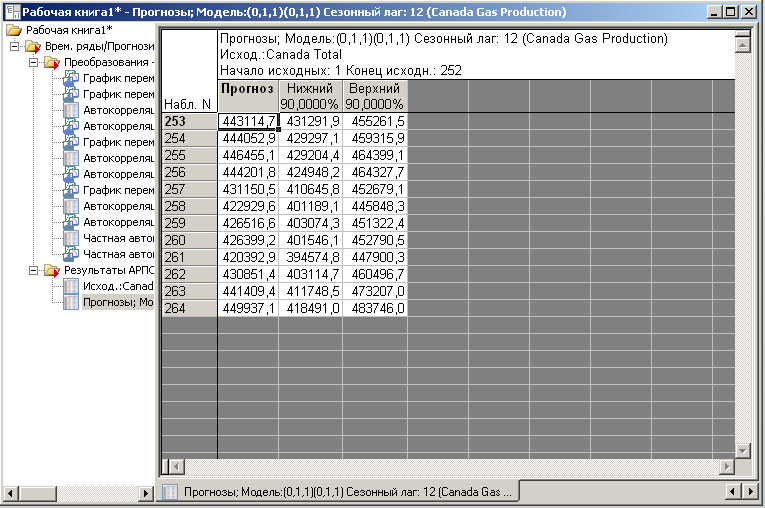 Рабочая книга1* - Прогнозы; Модель:(0,1,1)(0,1,1) Сезонный лаг: 12 (Canada Gas Production)
Рабочая книга1*
Врем. ряды/Прогнози
Преобразования -
График перем
График перем
Автокорреляц
Автокорреляц
График перем
Автокорреляц
Автокорреляц
График перем
Автокорреляц
Автокорреляц
Частная авто
Частная авто
Результаты АРПС
Исход.:Canad
Прогнозы; Мо
Прогнозы; Модель:(0,1,1)(0,1,1) Сезонный лаг: 12 (Canada Gas Production)
Исход.:Canada Total
Начало исходных: 1 Конец исходн.: 252
Набл. N Прогноз Нижний 90,0000% Верхний 90,0000%
253 443114,7 431291,9 455261,5
254 444052,9 429297,1 459315,9
255 446455,1 429204,4 464399,1
256 444201,8 424948,2 464327,7
257 431150,5 410645,8 452679,1
258 422929,6 401189,1 445848,3
259 426516,6 403074,3 451322,4
260 426399,2 401546,1 452790,5
261 420392,9 394574,8 447900,3
262 430851,4 403114,7 460496,7
263 441409,4 411748,5 473207,0
264 449937,1 418491,0 483746,0
Прогнозы; Модель:(0,1,1)(0,1,1) Сезонный лаг: 12 (Canada Gas ...